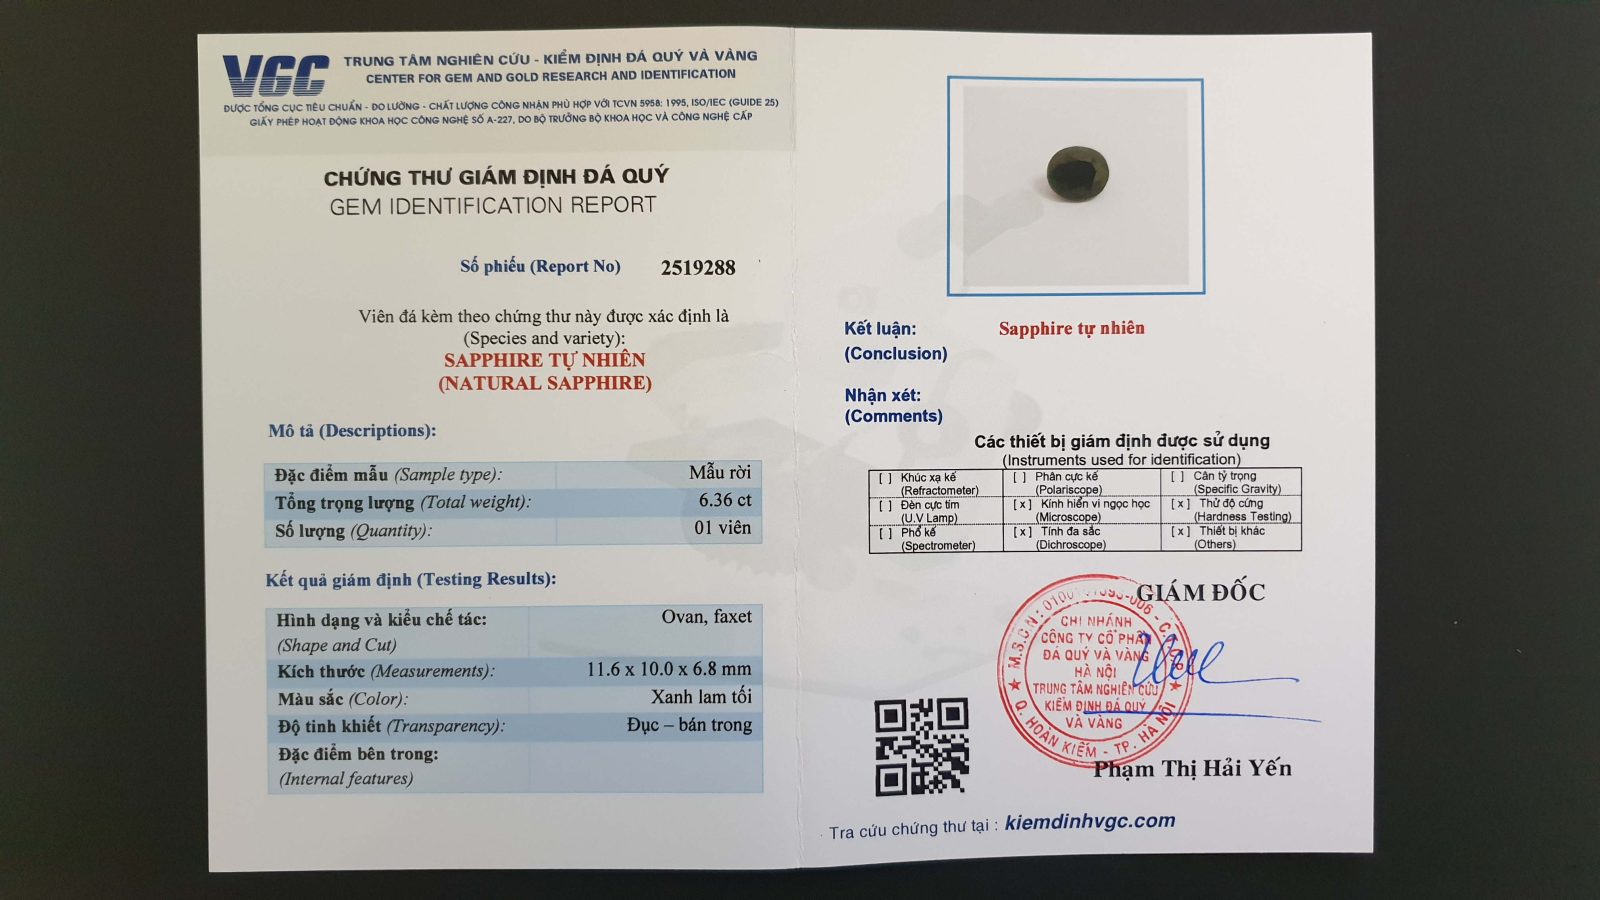 VGC
TRUNG TÂM NGHIÊN CỨU - KIỂM ĐỊNH ĐÁ QUÝ VÀ VÀNG
CENTER FOR GEM AND GOLD RESEARCH AND IDENTIFICATION
ĐƯỢC TỔNG CỤC TIÊU CHUẨN - ĐO LƯỜNG - CHẤT LƯỢNG CÔNG NHẬN PHÙ HỢP VỚI TCVN 5958: 1995, ISO/IEC (GUIDE 25)
GIẤY PHÉP HOẠT ĐỘNG KHOA HỌC CÔNG NGHỆ SỐ A-227, DO BỘ TRƯỞNG BỘ KHOA HỌC VÀ CÔNG NGHỆ CẤP
CHỨNG THƯ GIÁM ĐỊNH ĐÁ QUÝ
GEM IDENTIFICATION REPORT
Số phiếu (Report No) 2519288
Viên đá kèm theo chứng thư này được xác định là
(Species and variety):
SAPPHIRE TỰ NHIÊN
(NATURAL SAPPHIRE)
Mô tả (Descriptions):
Đặc điểm mẫu (Sample type): Mẫu rời
Tổng trọng lượng (Total weight): 6.36 ct
Số lượng (Quantity): 01 viên
Kết quả giám định (Testing Results):
Hình dạng và kiểu chế tác: Ovan, faxet
(Shape and Cut)
Kích thước (Measurements): 11.6 x 10.0 x 6.8 mm
Màu sắc (Color): Xanh lam tối
Độ tinh khiết (Transparency): Đục – bán trong
Đặc điểm bên trong:
(Internal features)
Kết luận: Sapphire tự nhiên
(Conclusion)
Nhận xét:
(Comments)
Các thiết bị giám định được sử dụng
(Instruments used for identification)
[ ] Khúc xạ kế [ ] Phân cực kế [ ] Cân tỷ trọng
(Refractometer) (Polariscope) (Specific Gravity)
[ ] Đèn cực tím [x] Kính hiển vi ngọc học [x] Thử độ cứng
(U.V Lamp) (Microscope) (Hardness Testing)
[ ] Phổ kế [x] Tính đa sắc [x] Thiết bị khác
(Spectrometer) (Dichroscope) (Others)
GIÁM ĐỐC
CHI NHÁNH
CÔNG TY CỔ PHẦN
ĐÁ QUÝ VÀ VÀNG
HÀ NỘI
TRUNG TÂM NGHIÊN CỨU
KIỂM ĐỊNH ĐÁ QUÝ
VÀ VÀNG
Q. HOÀN KIẾM - TP. HÀ NỘI
Phạm Thị Hải Yến
Tra cứu chứng thư tại : kiemdinhvgc.com